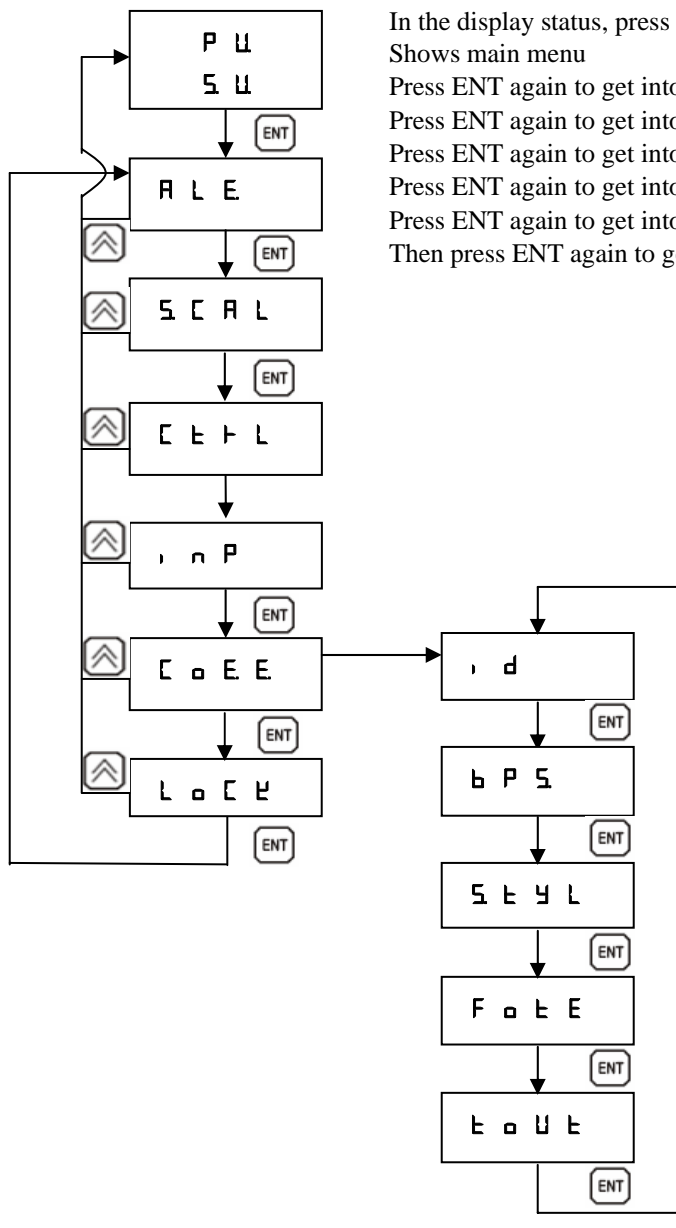 In the display status, press
Shows main menu
Press ENT again to get into
Press ENT again to get into
Press ENT again to get into
Press ENT again to get into
Press ENT again to get into
Then press ENT again to ge
P U.
S. U.
ENT
A L E.
ENT
S. C A L
ENT
C t r L
i n P
ENT
C o E. E.
ENT
L o C K
ENT
i d
ENT
b P S
ENT
S. t y L
ENT
F o t E
ENT
t o U t
ENT